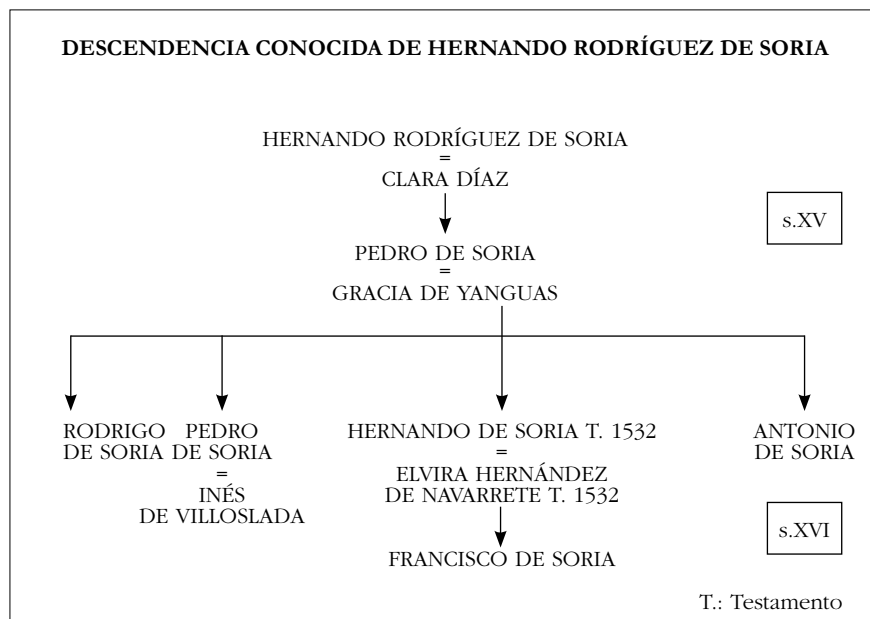 DESCENDENCIA CONOCIDA DE HERNANDO RODRÍGUEZ DE SORIA
HERNANDO RODRÍGUEZ DE SORIA
=
CLARA DÍAZ
s.XV
PEDRO DE SORIA
=
GRACIA DE YANGUAS
RODRIGO
DE SORIA
PEDRO
DE SORIA
=
INÉS
DE VILLOSLADA
HERNANDO DE SORIA T. 1532
=
ELVIRA HERNÁNDEZ
DE NAVARRETE T. 1532
ANTONIO
DE SORIA
s.XVI
FRANCISCO DE SORIA
T.: Testamento